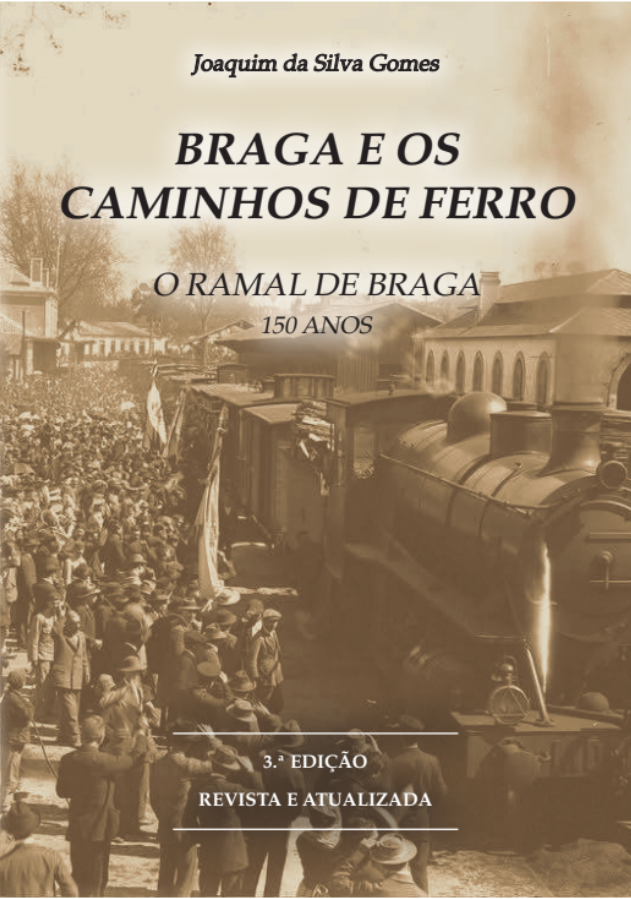 Joaquim da Silva Gomes
BRAGA E OS
CAMINHOS DE FERRO
O RAMAL DE BRAGA
150 ANOS
3.ª EDIÇÃO
REVISTA E ATUALIZADA